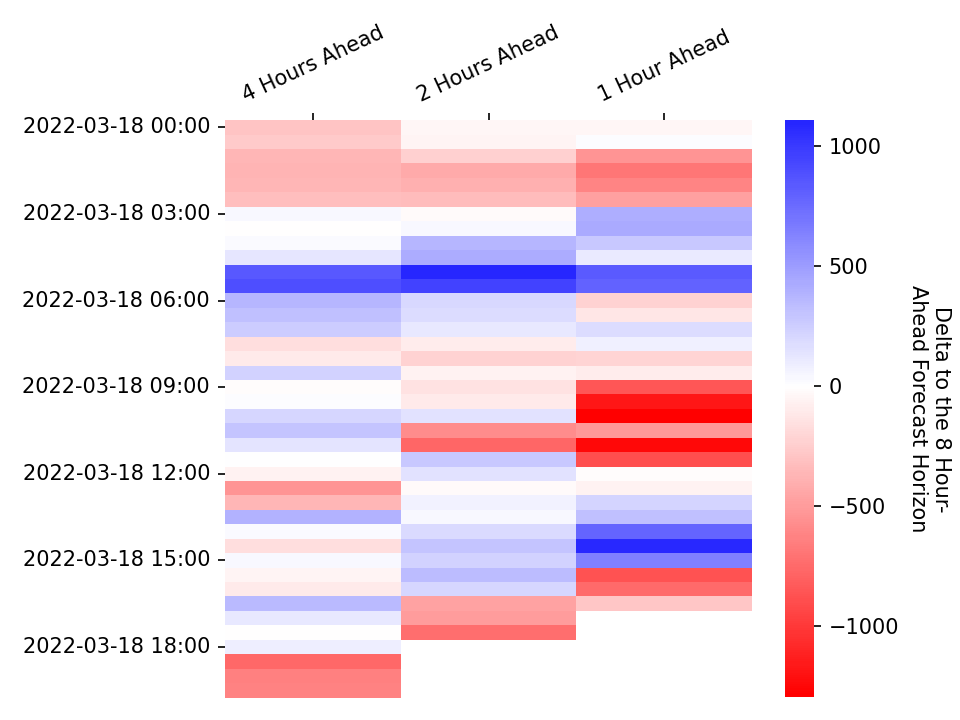 4 Hours Ahead
2 Hours Ahead
1 Hour Ahead
2022-03-18 00:00
2022-03-18 03:00
2022-03-18 06:00
2022-03-18 09:00
2022-03-18 12:00
2022-03-18 15:00
2022-03-18 18:00
1000
500
0
−500
−1000
Delta to the 8 Hour-
Ahead Forecast Horizon